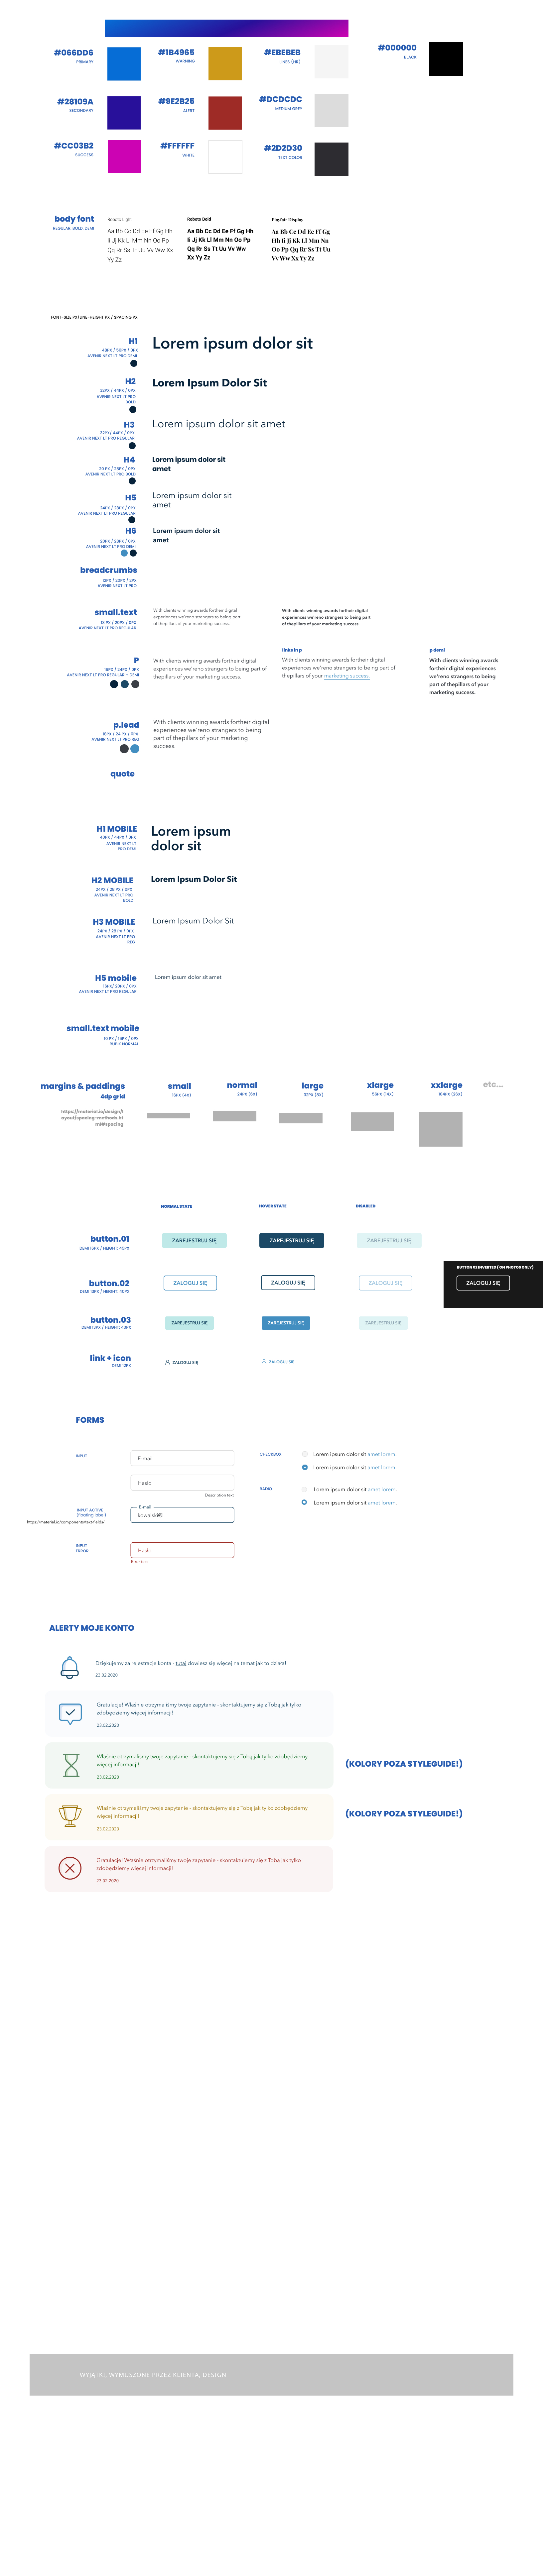 #066DD6
PRIMARY
#1B4965
WARNING
#EBEBEB
LINES (HR)
#000000
BLACK
#28109A
SECONDARY
#9E2B25
ALERT
#DCDCDC
MEDIUM GREY
#CC03B2
SUCCESS
#FFFFFF
WHITE
#2D2D30
TEXT COLOR
body font
REGULAR, BOLD, DEMI
Roboto Light
Aa Bb Cc Dd Ee Ff Gg Hh
Ii Jj Kk Ll Mm Nn Oo Pp
Qq Rr Ss Tt Uu Vv Ww Xx
Yy Zz
Roboto Bold
Aa Bb Cc Dd Ee Ff Gg Hh
Ii Jj Kk Ll Mm Nn Oo Pp
Qq Rr Ss Tt Uu Vv Ww
Xx Yy Zz
Playfair Display
Aa Bb Cc Dd Ee Ff Gg
Hh Ii Jj Kk Ll Mm Nn
Oo Pp Qq Rr Ss Tt Uu
Vv Ww Xx Yy Zz
FONT-SIZE PX/LINE-HEIGHT PX / SPACING PX
H1
48PX / 56PX / 0PX
AVENIR NEXT LT PRO DEMI
Lorem ipsum dolor sit
H2
32PX / 44PX / 0PX
AVENIR NEXT LT PRO
BOLD
Lorem Ipsum Dolor Sit
H3
32PX/ 44PX / 0PX
AVENIR NEXT LT PRO REGULAR
Lorem ipsum dolor sit amet
H4
20 PX / 28PX / 0PX
AVENIR NEXT LT PRO BOLD
Lorem ipsum dolor sit
amet
H5
24PX / 28PX / 0PX
AVENIR NEXT LT PRO REGULAR
Lorem ipsum dolor sit
amet
H6
20PX / 28PX / 0PX
AVENIR NEXT LT PRO DEMI
Lorem ipsum dolor sit
amet
breadcrumbs
12PX / 20PX / 2PX
AVENIR NEXT LT PRO
small.text
13 PX / 20PX / 0PX
AVENIR NEXT LT PRO REGULAR
With clients winning awards fortheir digital
experiences we'reno strangers to being part
of thepillars of your marketing success.
With clients winning awards fortheir digital
experiences we'reno strangers to being part
of thepillars of your marketing success.
P
16PX / 24PX / 0PX
AVENIR NEXT LT PRO REGULAR + DEMI
With clients winning awards fortheir digital
experiences we'reno strangers to being part of
thepillars of your marketing success.
links in p
With clients winning awards fortheir digital
experiences we'reno strangers to being part of
thepillars of your marketing success.
p demi
With clients winning awards
fortheir digital experiences
we'reno strangers to being
part of thepillars of your
marketing success.
p.lead
18PX / 24 PX / 0PX
AVENIR NEXT LT PRO REG
With clients winning awards fortheir digital
experiences we'reno strangers to being
part of thepillars of your marketing
success.
quote
H1 MOBILE
40PX / 44PX / 0PX
AVENIR NEXT LT
PRO DEMI
Lorem ipsum
dolor sit
H2 MOBILE
24PX / 28 PX / 0PX
AVENIR NEXT LT PRO
BOLD
Lorem Ipsum Dolor Sit
H3 MOBILE
24PX / 28 PX / 0PX
AVENIR NEXT LT PRO
REG
Lorem Ipsum Dolor Sit
H5 mobile
16PX/ 20PX / 0PX
AVENIR NEXT LT PRO REGULAR
Lorem ipsum dolor sit amet
small.text mobile
10 PX / 16PX / 0PX
RUBIK NORMAL
margins & paddings
4dp grid
https://material.io/design/l
ayout/spacing-methods.ht
ml#spacing
small
16PX (4X)
normal
24PX (6X)
large
32PX (8X)
xlarge
56PX (14X)
xxlarge
104PX (26X)
etc...
NORMAL STATE
HOVER STATE
DISABLED
button.01
DEMI 16PX / HEIGHT: 45PX
ZAREJESTRUJ SIĘ
ZAREJESTRUJ SIĘ
ZAREJESTRUJ SIĘ
BUTTON 02 INVERTED ( ON PHOTOS ONLY)
button.02
DEMI 13PX / HEIGHT: 40PX
ZALOGUJ SIĘ
ZALOGUJ SIĘ
ZALOGUJ SIĘ
ZALOGUJ SIĘ
button.03
DEMI 13PX / HEIGHT: 40PX
ZAREJESTRUJ SIĘ
ZAREJESTRUJ SIĘ
ZAREJESTRUJ SIĘ
link + icon
DEMI 12PX
ZALOGUJ SIĘ
ZALOGUJ SIĘ
FORMS
INPUT
E-mail
Hasło
Description text
INPUT ACTIVE
(floating label)
https://material.io/components/text-fields/
E-mail
kowalski@|
INPUT
ERROR
Hasło
Error text
CHECKBOX
Lorem ipsum dolor sit amet lorem.
Lorem ipsum dolor sit amet lorem.
RADIO
Lorem ipsum dolor sit amet lorem.
Lorem ipsum dolor sit amet lorem.
ALERTY MOJE KONTO
Dziękujemy za rejestracje konta - tutaj dowiesz się więcej na temat jak to działa!
23.02.2020
Gratulacje! Właśnie otrzymaliśmy twoje zapytanie - skontaktujemy się z Tobą jak tylko
zdobędziemy więcej informacji!
23.02.2020
Właśnie otrzymaliśmy twoje zapytanie - skontaktujemy się z Tobą jak tylko zdobędziemy
więcej informacji!
23.02.2020
(KOLORY POZA STYLEGUIDE!)
Właśnie otrzymaliśmy twoje zapytanie - skontaktujemy się z Tobą jak tylko zdobędziemy
więcej informacji!
23.02.2020
(KOLORY POZA STYLEGUIDE!)
Gratulacje! Właśnie otrzymaliśmy twoje zapytanie - skontaktujemy się z Tobą jak tylko
zdobędziemy więcej informacji!
23.02.2020
WYJĄTKI, WYMUSZONE PRZEZ KLIENTA, DESIGN